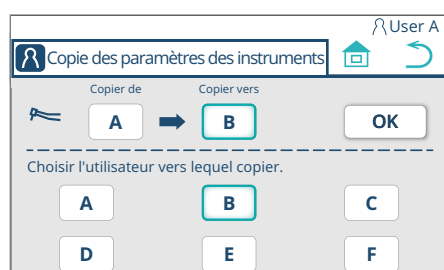 User A
Copie des paramètres des instruments
Copier de Copier vers
A B OK
Choisir l'utilisateur vers lequel copier.
A B C
D E F